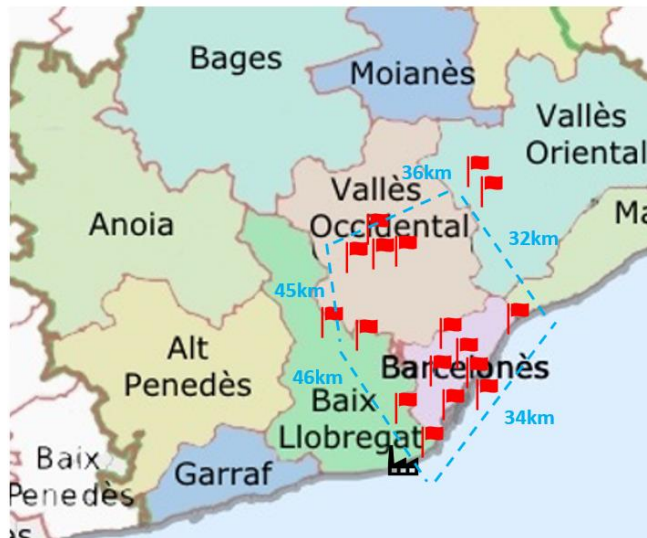 Bages
Moianès
Vallès
Oriental
36km
Vallès
Occidental
Anoia
Ma
32km
45km
Alt
Penedès
Barcelonès
46km
Baix
Llobregat
34km
Baix
Penedès
Garraf
es